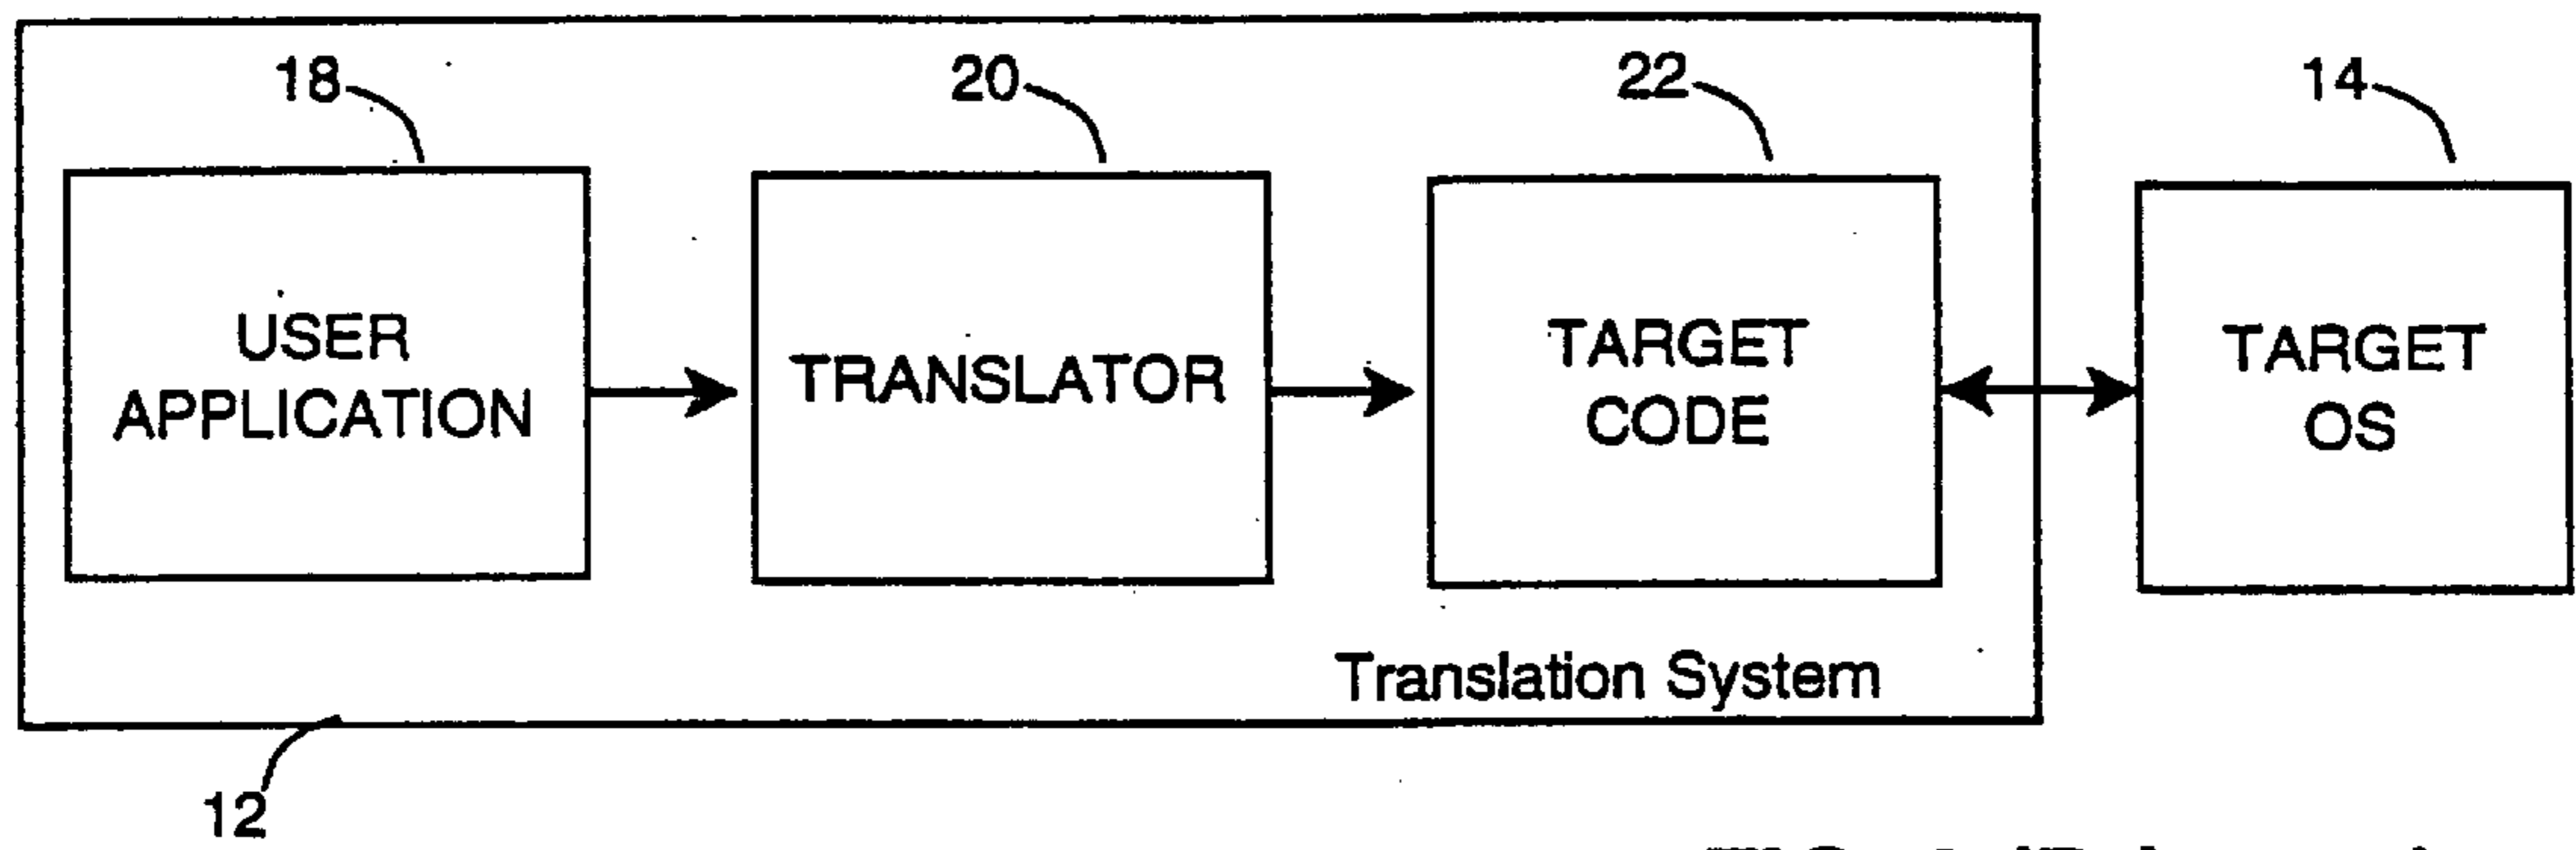 18
20
22
14
USER
APPLICATION
TRANSLATOR
TARGET
CODE
TARGET
OS
Translation System
12